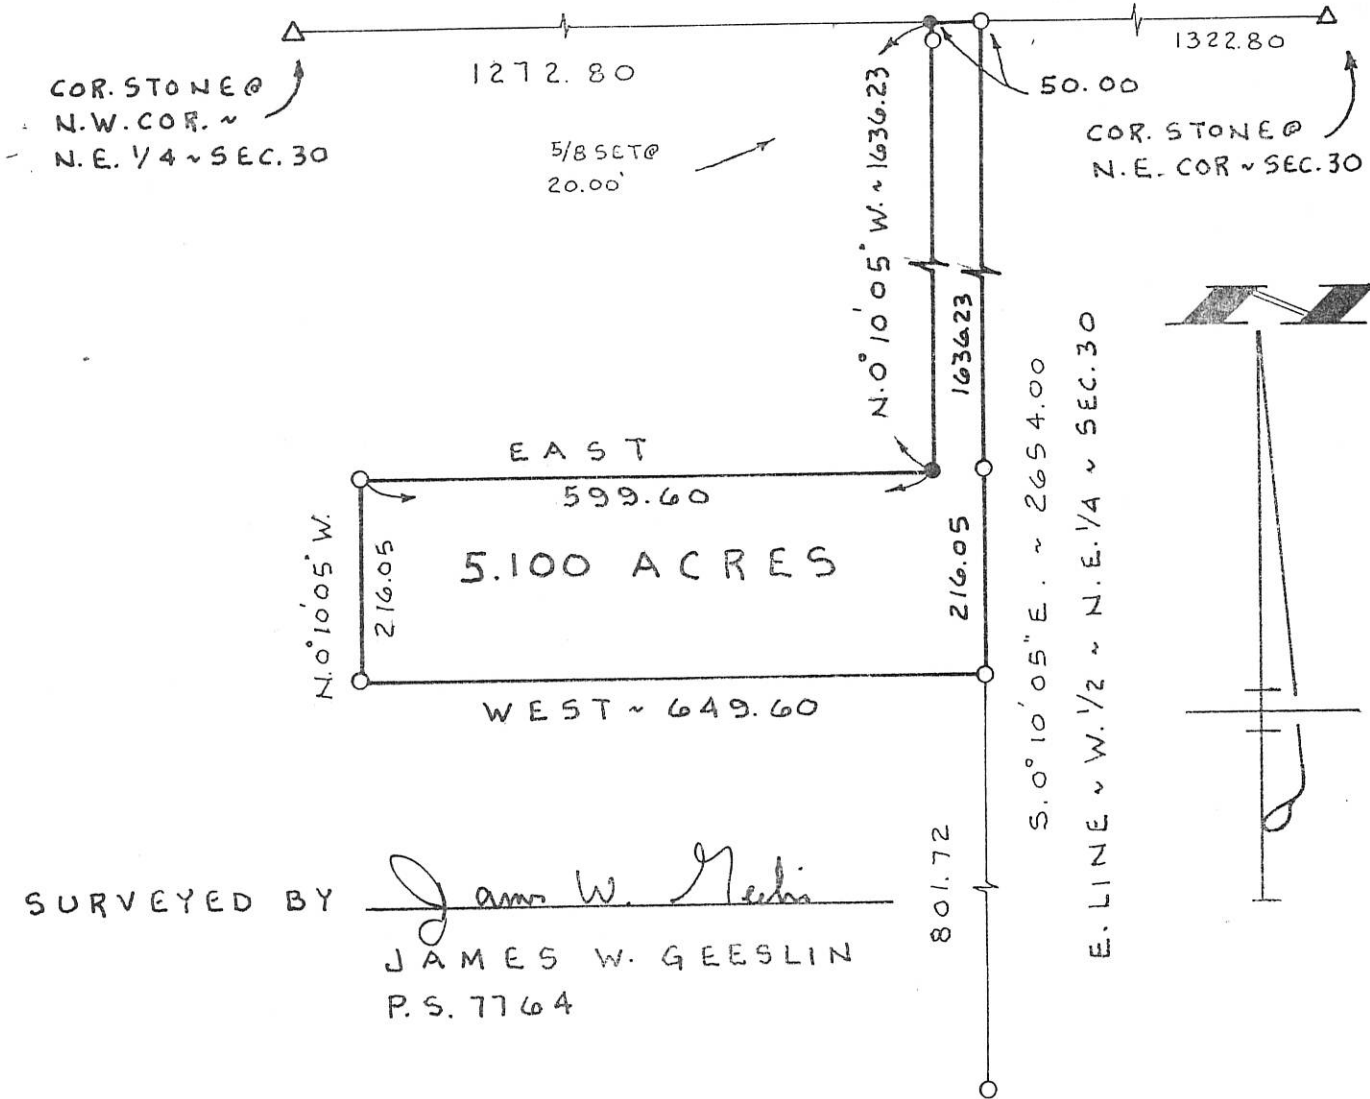 1272.80
1322.80
50.00
COR. STONE @
N.W. COR. ~
N.E. 1/4 ~ SEC. 30
5/8 SET @
20.00'
COR. STONE @
N.E. COR ~ SEC. 30
N.0°10'05" W. ~ 1636.23
1636.23
EAST
599.60
N.0°10'05" W.
216.05
5.100 ACRES
216.05
S.0°10'05" E. ~ 2654.00
E. LINE ~ W. 1/2 ~ N.E. 1/4 ~ SEC. 30
WEST ~ 649.60
801.72
SURVEYED BY James W. Geeslin
JAMES W. GEESLIN
P.S. 7764